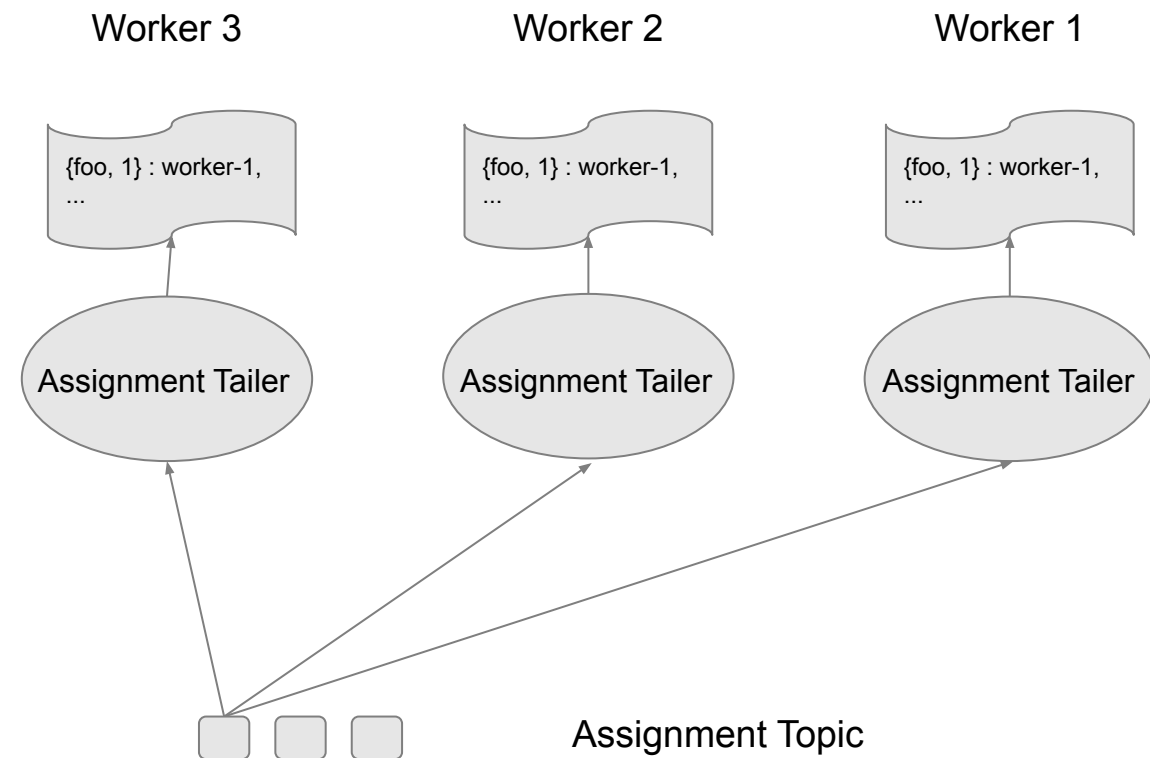 Worker 3
Worker 2
Worker 1
{foo, 1} : worker-1,
...
{foo, 1} : worker-1,
...
{foo, 1} : worker-1,
...
Assignment Tailer
Assignment Tailer
Assignment Tailer
Assignment Topic